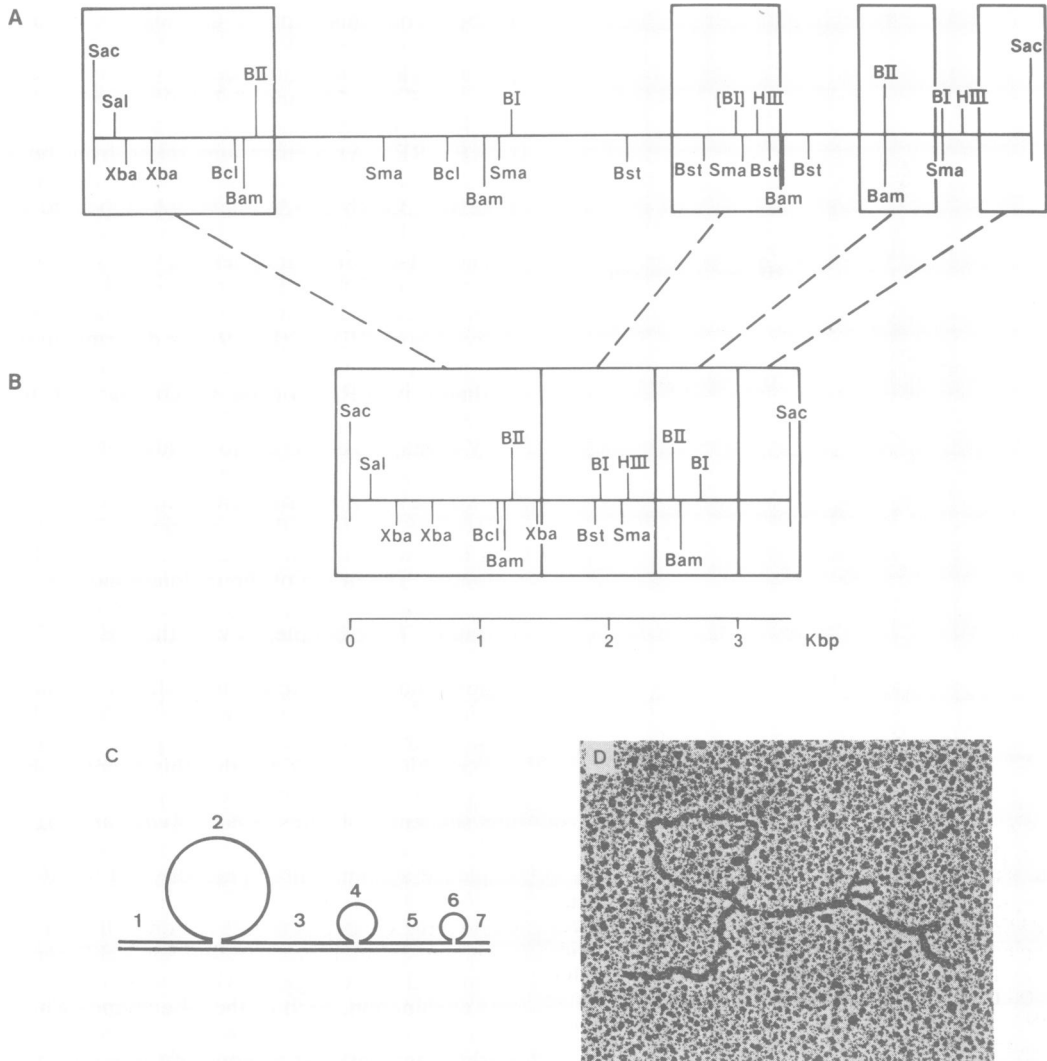 A
Sac Sal BII BI [BI] HIII BII BI HIII Sac
Xba Xba Bcl Bam Sma Bcl Bam Sma Bst Bst Sma Bst Bam Bst Bam Sma
B
Sac Sal BII BI HIII BII BI Sac
Xba Xba Bcl Bam Xba Bst Sma Bam
0 1 2 3 Kbp
C
2
4
6
1 3 5 7
D